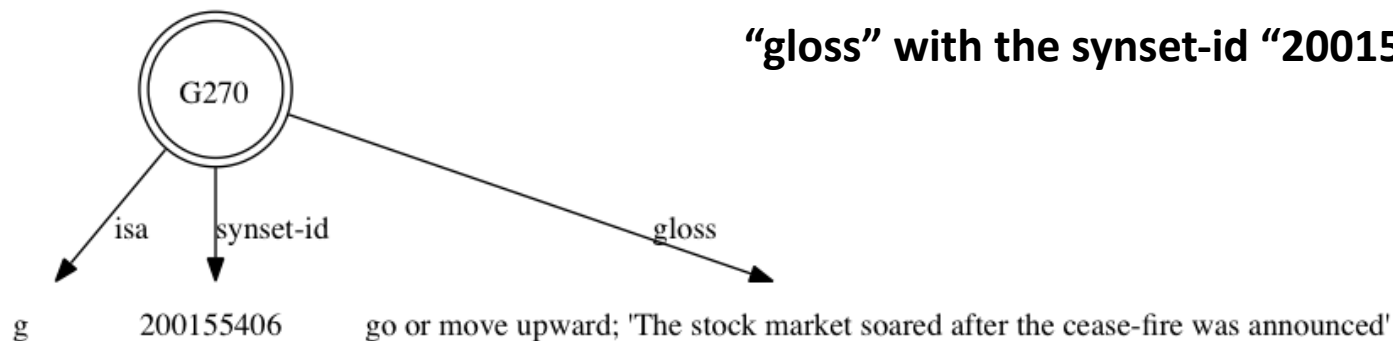 “gloss” with the synset-id “20015
G270
isa
synset-id
gloss
g
200155406
go or move upward; 'The stock market soared after the cease-fire was announced'